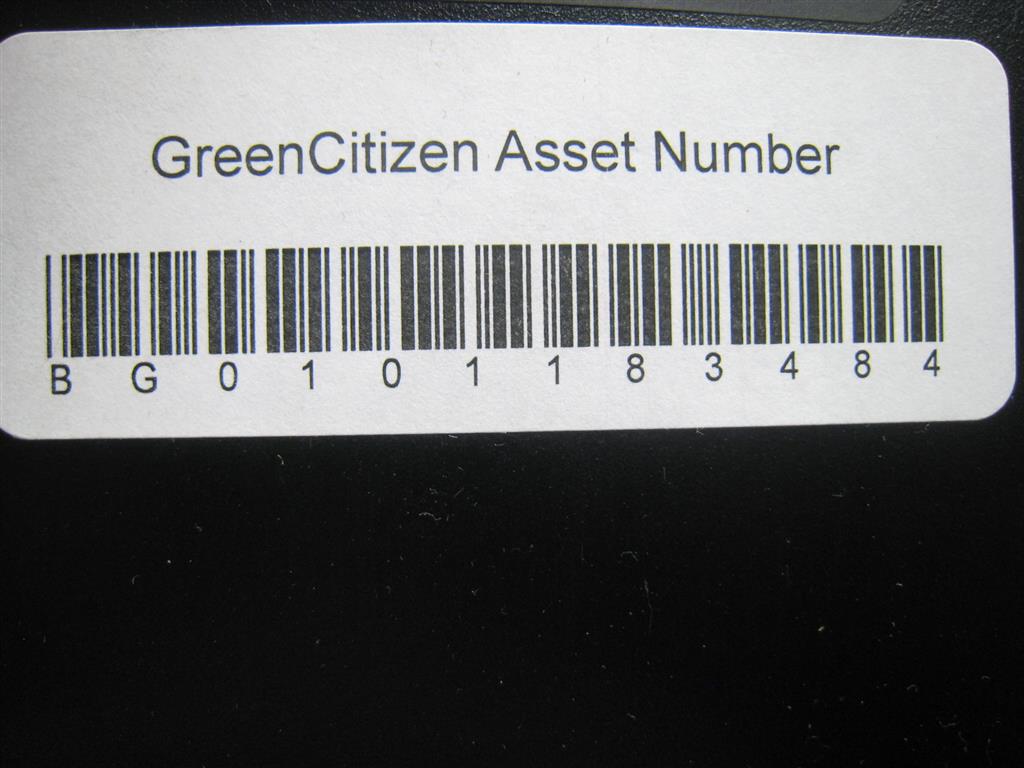 GreenCitizen Asset Number
B G 0 1 0 1 1 8 3 4 8 4